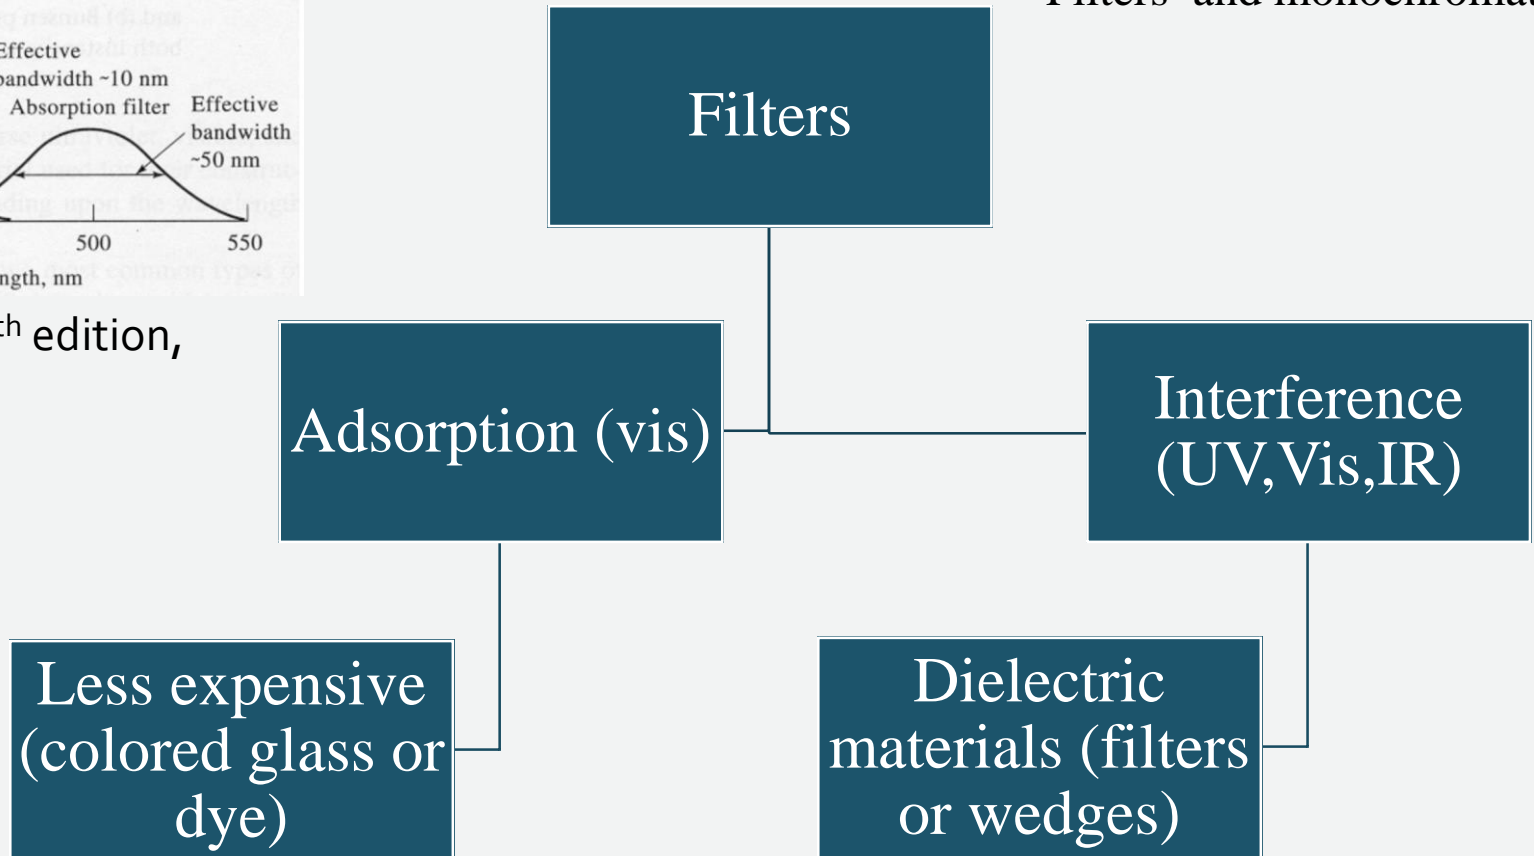 Effective
bandwidth ~10 nm
Absorption filter
Effective
bandwidth
~50 nm
500
550
ngth, nm
th edition,
Filters
Adsorption (vis)
Interference
(UV,Vis,IR)
Less expensive
(colored glass or
dye)
Dielectric
materials (filters
or wedges)